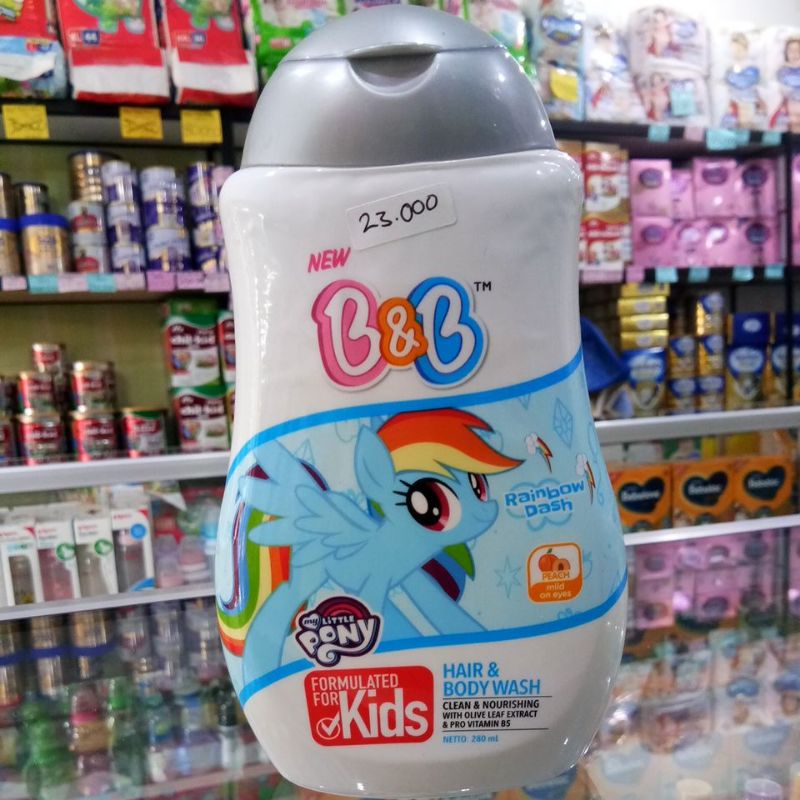 23.000
NEW
B&B™
Rainbow
Dash
PEACH
mild
on eyes
my LITTLE
PONY
FORMULATED
FOR
Kids
HAIR &
BODY WASH
CLEAN & NOURISHING
WITH OLIVE LEAF EXTRACT
& PRO VITAMIN B5
NETTO: 280 mL